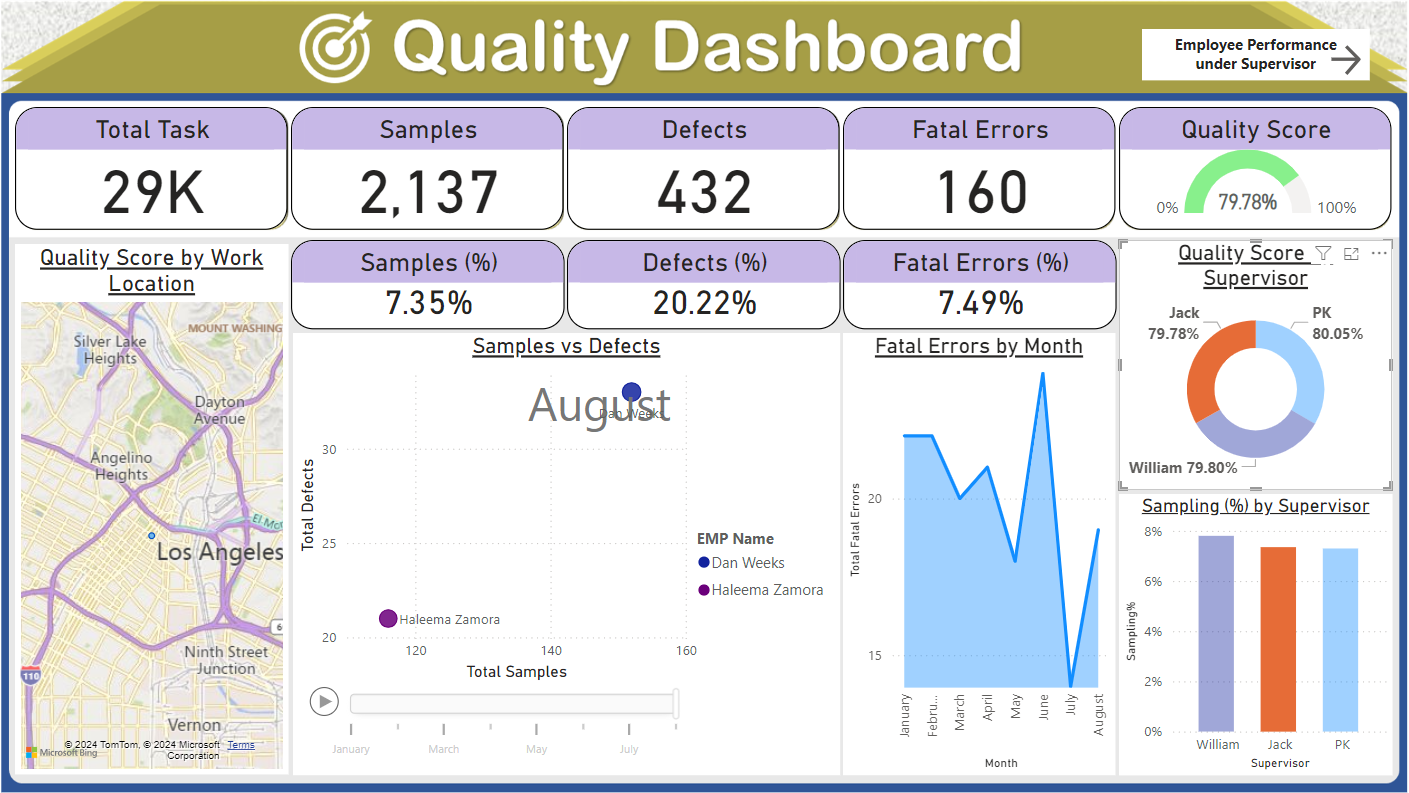 Quality Dashboard
Employee Performance
under Supervisor
Total Task
29K
Samples
2,137
Defects
432
Fatal Errors
160
Quality Score
79.78%
0%
100%
Quality Score by Work
Location
MOUNT WASHING
Silver Lake
Heights
Dayton
Avenue
Angelino
Heights
Los Angeles
6
Ninth Street
Junction
110
Vernon
© 2024 TomTom, © 2024 Microsoft
Corporation
Terms
Microsoft Bing
Samples (%)
7.35%
Defects (%)
20.22%
Fatal Errors (%)
7.49%
Samples vs Defects
August
Dan Weeks
30
25
20
Total Defects
Haleema Zamora
120
140
160
Total Samples
EMP Name
Dan Weeks
Haleema Zamora
January
March
May
July
Fatal Errors by Month
20
15
Total Fatal Errors
January
Febru...
March
April
May
June
July
August
Month
Quality Score
Supervisor
Jack
79.78%
PK
80.05%
William 79.80%
Sampling (%) by Supervisor
8%
6%
4%
2%
0%
Sampling%
William
Jack
PK
Supervisor